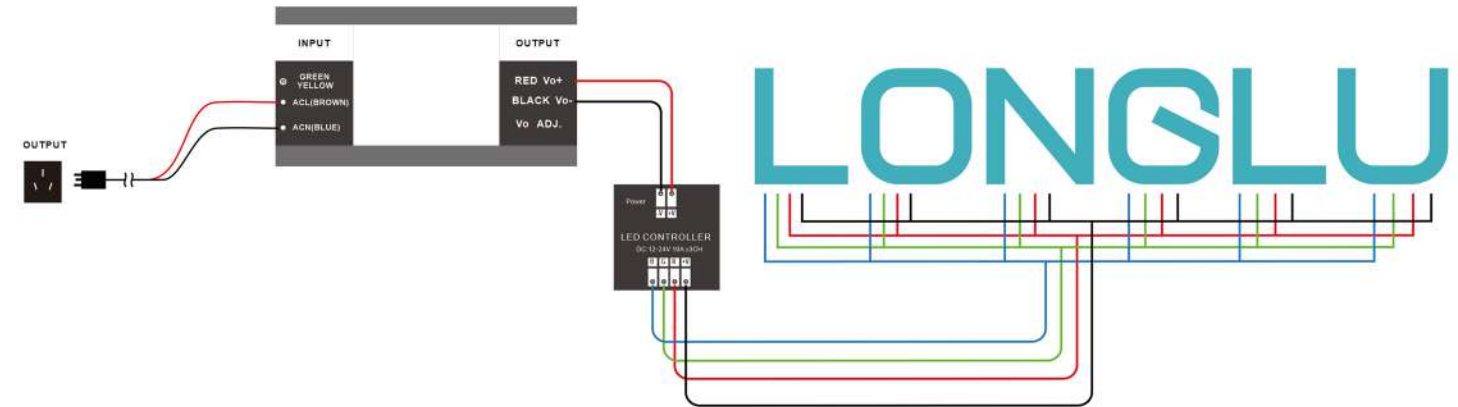 OUTPUT
INPUT
GREEN
YELLOW
ACL(BROWN)
ACN(BLUE)
OUTPUT
RED Vo+
BLACK Vo-
Vo ADJ.
Power
-V +V
LED CONTROLLER
DC:12-24V 10A x3CH
B G R +V
LONGLU